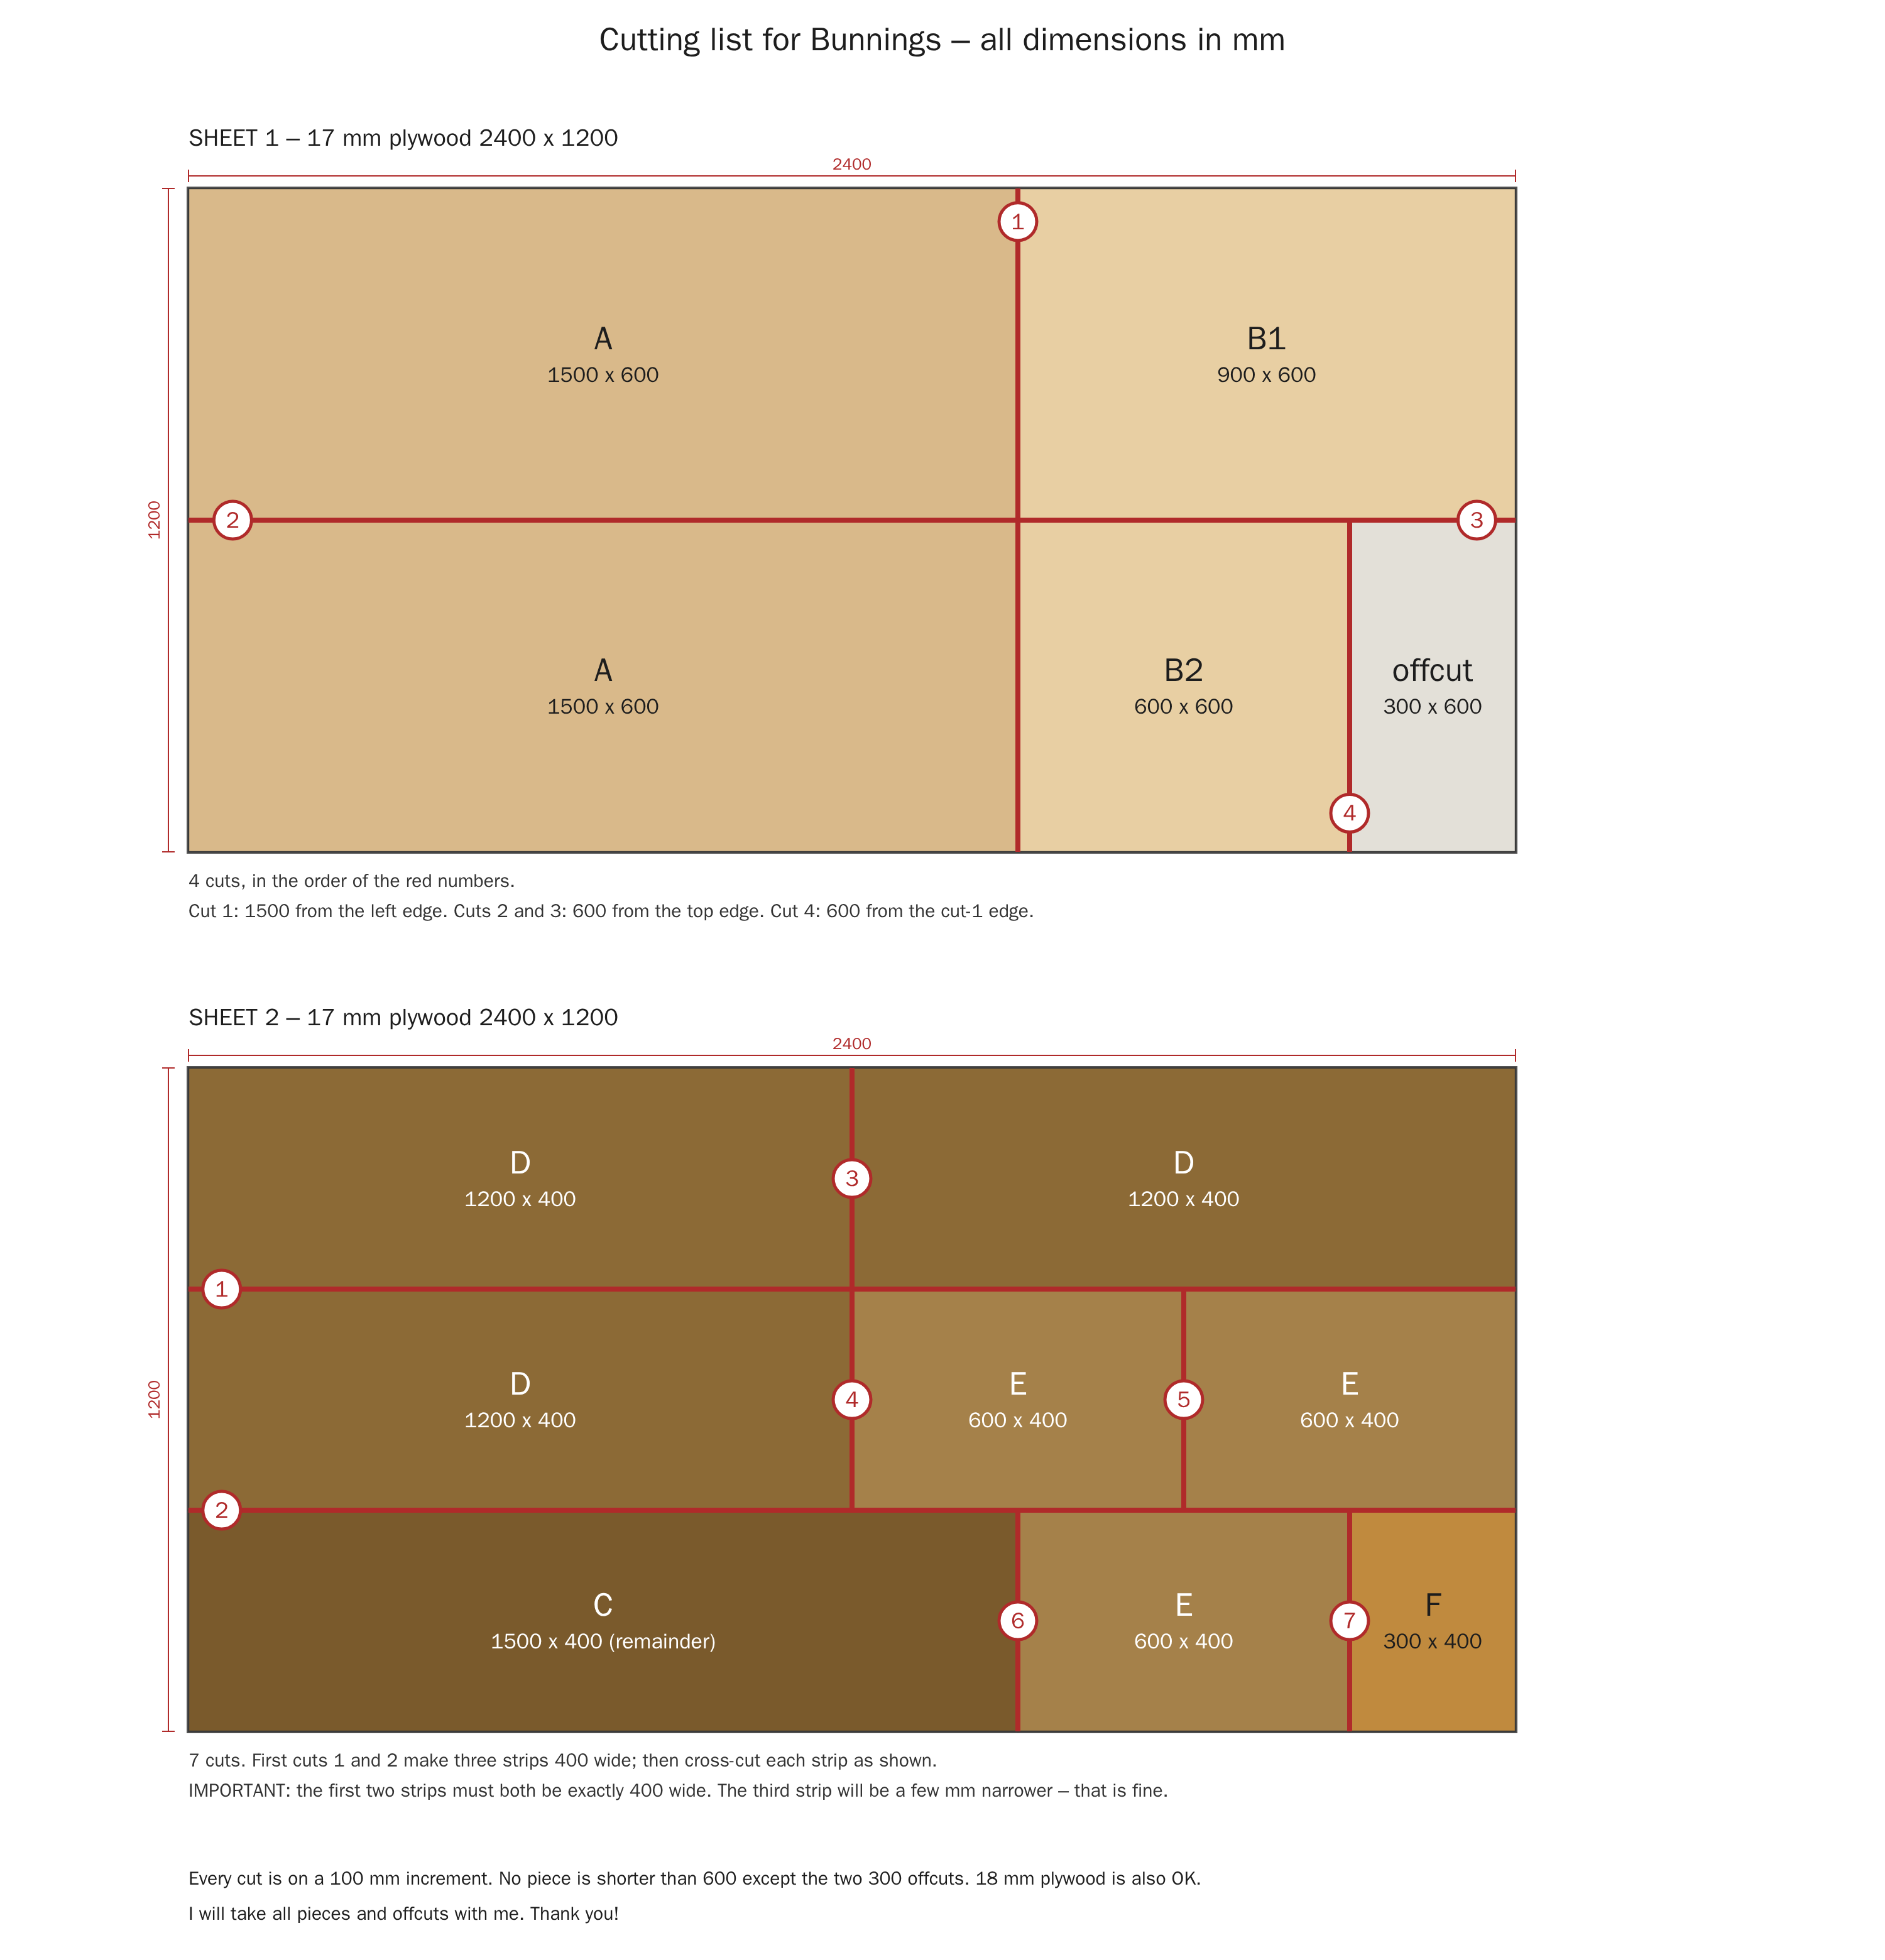 Cutting list for Bunnings – all dimensions in mm
SHEET 1 – 17 mm plywood 2400 x 1200
2400
1200
1
A
1500 x 600
B1
900 x 600
2
3
A
1500 x 600
B2
600 x 600
offcut
300 x 600
4
4 cuts, in the order of the red numbers.
Cut 1: 1500 from the left edge. Cuts 2 and 3: 600 from the top edge. Cut 4: 600 from the cut-1 edge.
SHEET 2 – 17 mm plywood 2400 x 1200
2400
1200
D
1200 x 400
3
D
1200 x 400
1
D
1200 x 400
4
E
600 x 400
5
E
600 x 400
2
C
1500 x 400 (remainder)
6
E
600 x 400
7
F
300 x 400
7 cuts. First cuts 1 and 2 make three strips 400 wide; then cross-cut each strip as shown.
IMPORTANT: the first two strips must both be exactly 400 wide. The third strip will be a few mm narrower – that is fine.
Every cut is on a 100 mm increment. No piece is shorter than 600 except the two 300 offcuts. 18 mm plywood is also OK.
I will take all pieces and offcuts with me. Thank you!